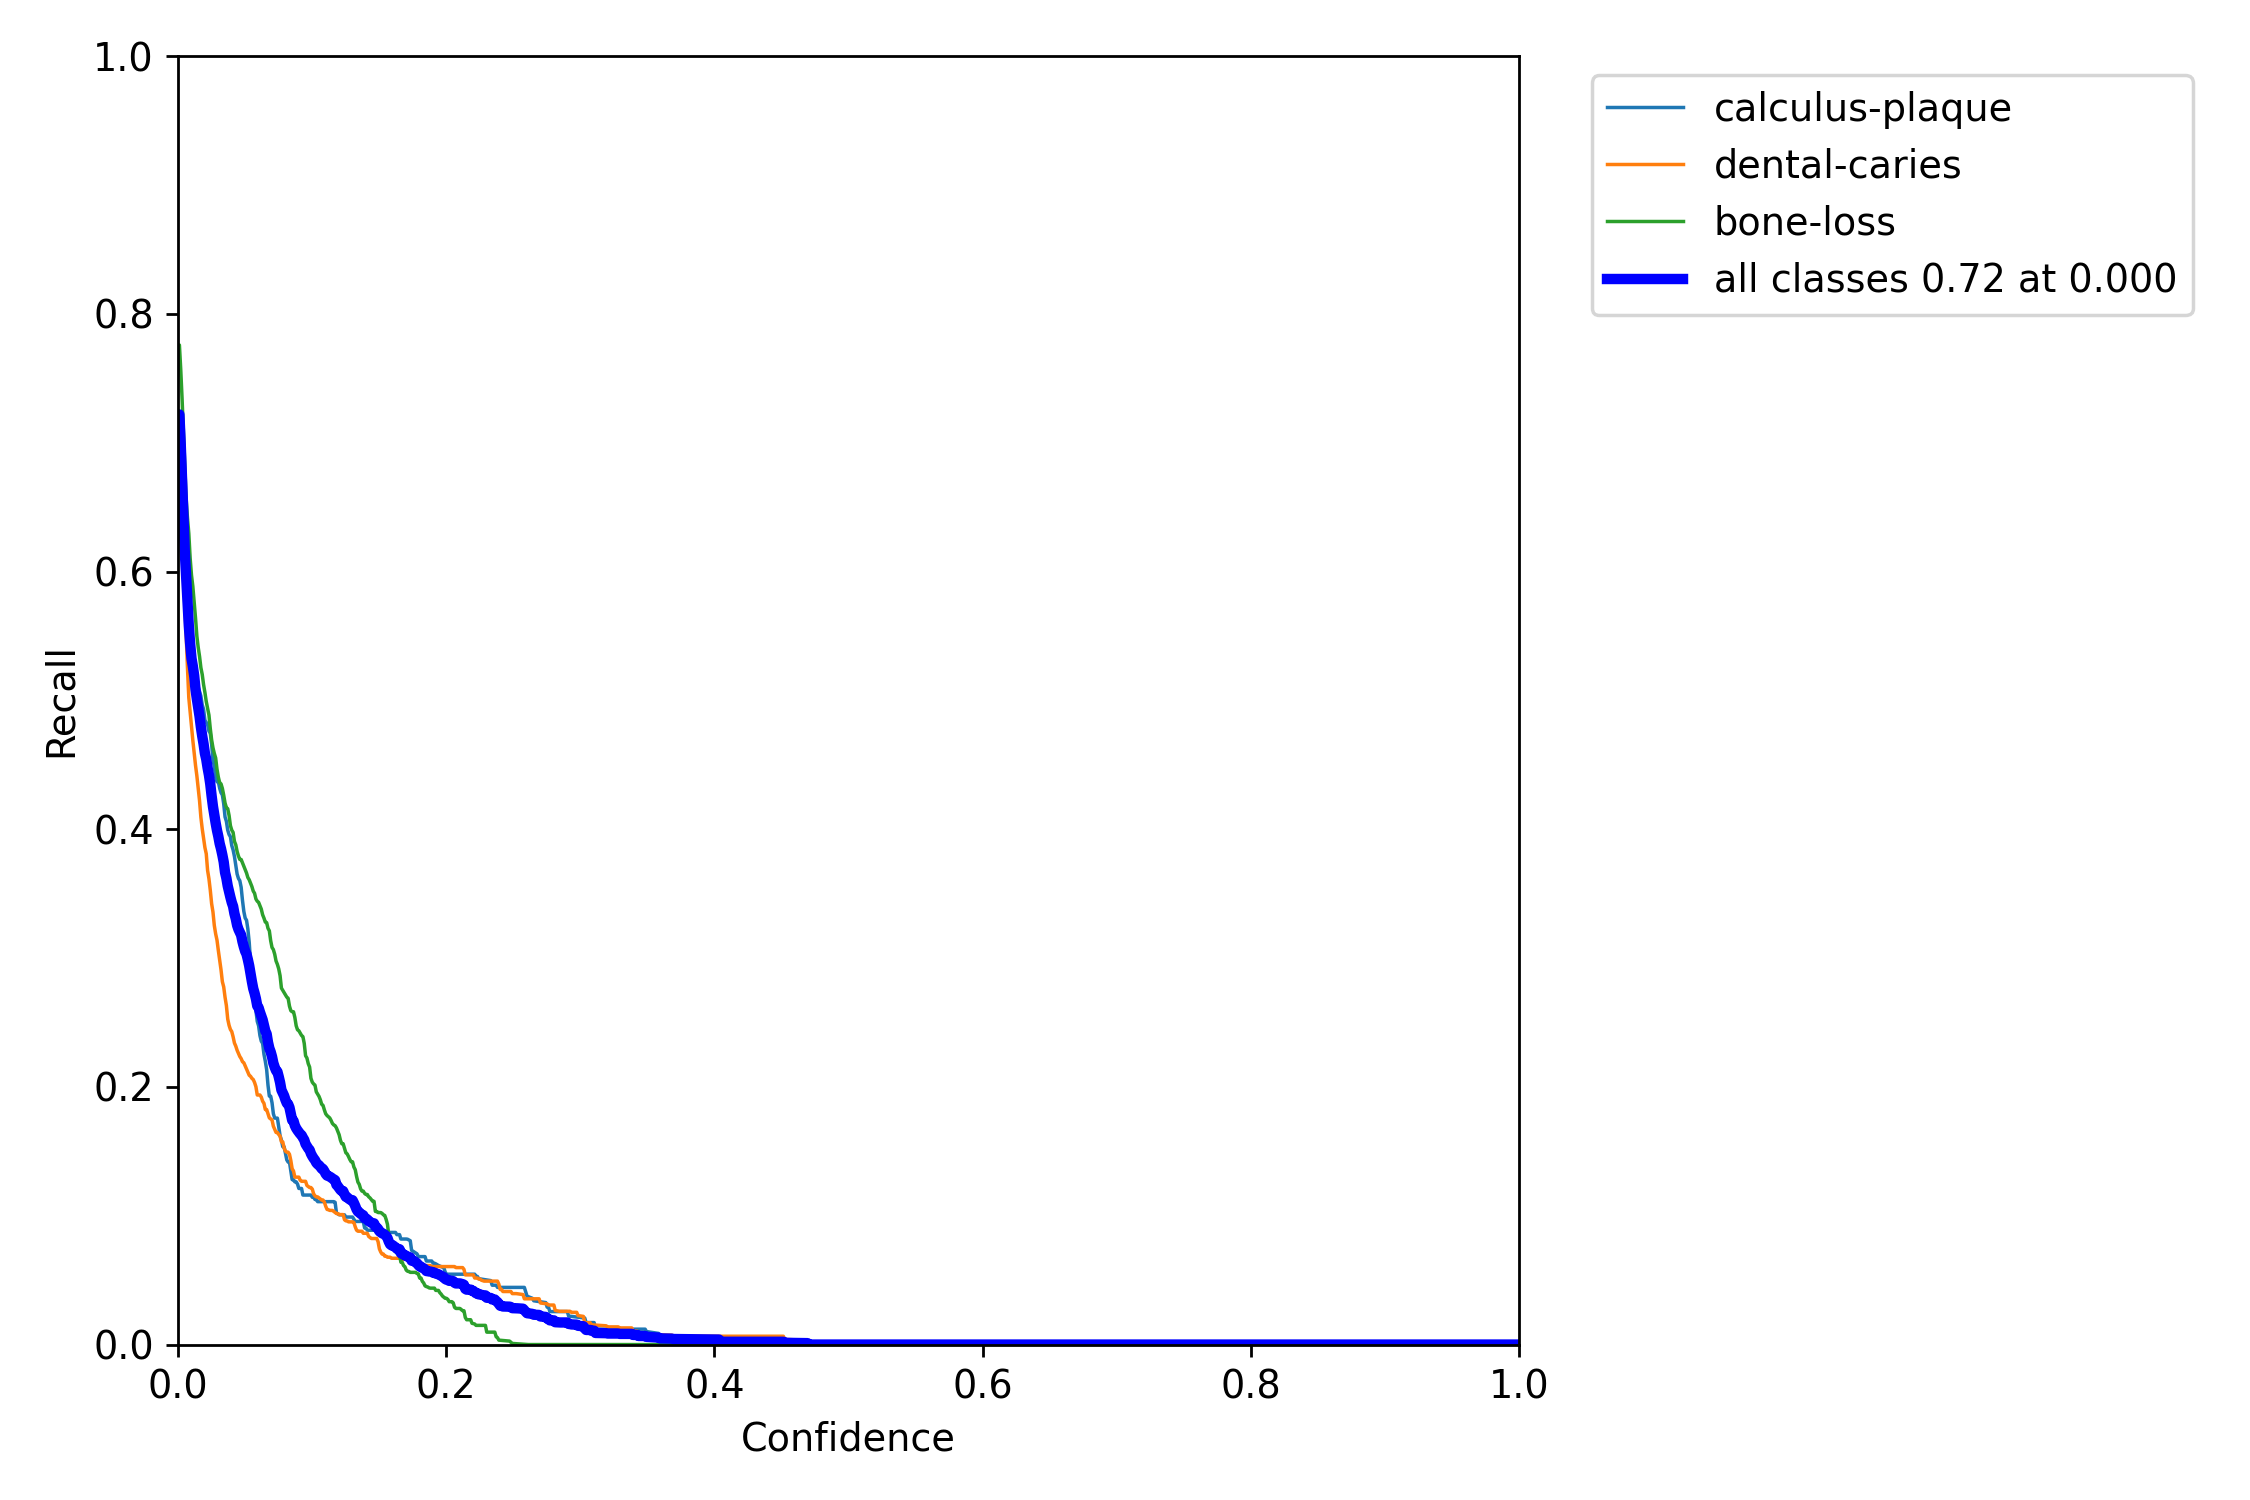 1.0
0.8
0.6
0.4
0.2
0.0
Recall
0.0 0.2 0.4 0.6 0.8 1.0
Confidence
calculus-plaque
dental-caries
bone-loss
all classes 0.72 at 0.000